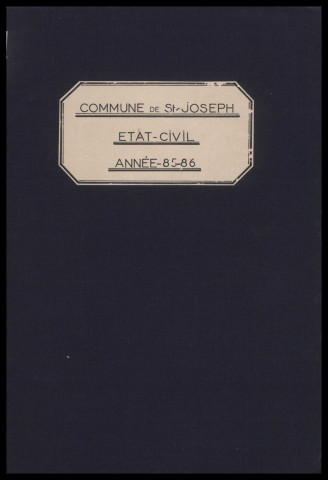 COMMUNE DE St-JOSEPH
ETAT-CIVIL
ANNÉE-85-86